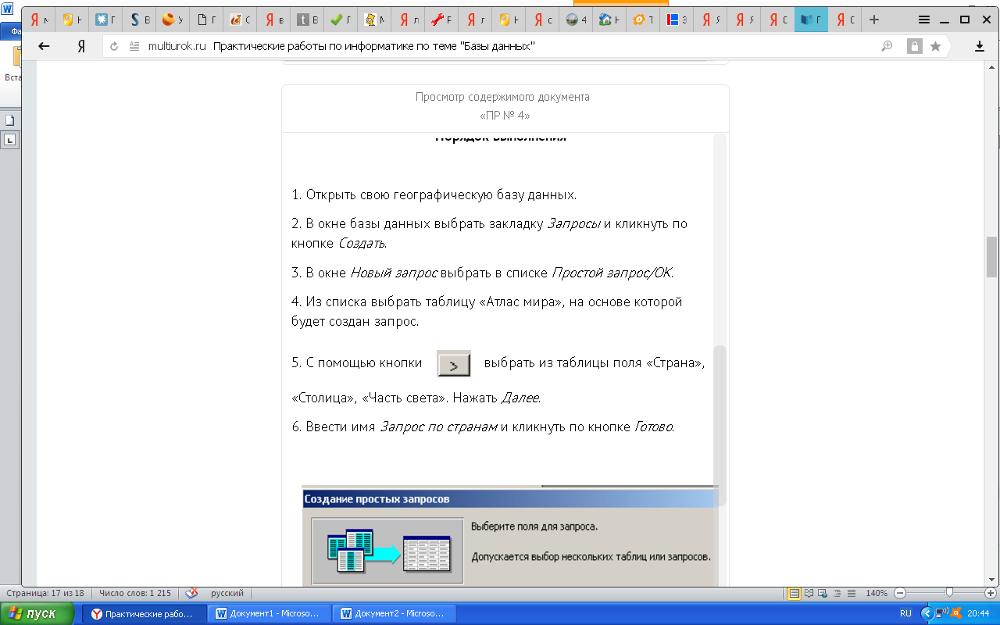 Я м
Н
Г
S В
У
Г
С
Я в
t В
Г
М
Я л
F
Я л
Н
Я с
4
Н
Т
З
Я Я
Я Я
Я С
Г
Я С
Фа
Вста
Я multiurok.ru Практические работы по информатике по теме "Базы данных"
Просмотр содержимого документа
«ПР № 4»
Порядок выполнения
1. Открыть свою географическую базу данных.
2. В окне базы данных выбрать закладку Запросы и кликнуть по
кнопке Создать.
3. В окне Новый запрос выбрать в списке Простой запрос/ОК.
4. Из списка выбрать таблицу «Атлас мира», на основе которой
будет создан запрос.
5. С помощью кнопки > выбрать из таблицы поля «Страна»,
«Столица», «Часть света». Нажать Далее.
6. Ввести имя Запрос по странам и кликнуть по кнопке Готово.
Создание простых запросов
Выберите поля для запроса.
Допускается выбор нескольких таблиц или запросов.
Страница: 17 из 18 Число слов: 1 215 русский 140%
пуск Практические рабо... Документ1 - Microso... Документ2 - Microso... RU 20:44